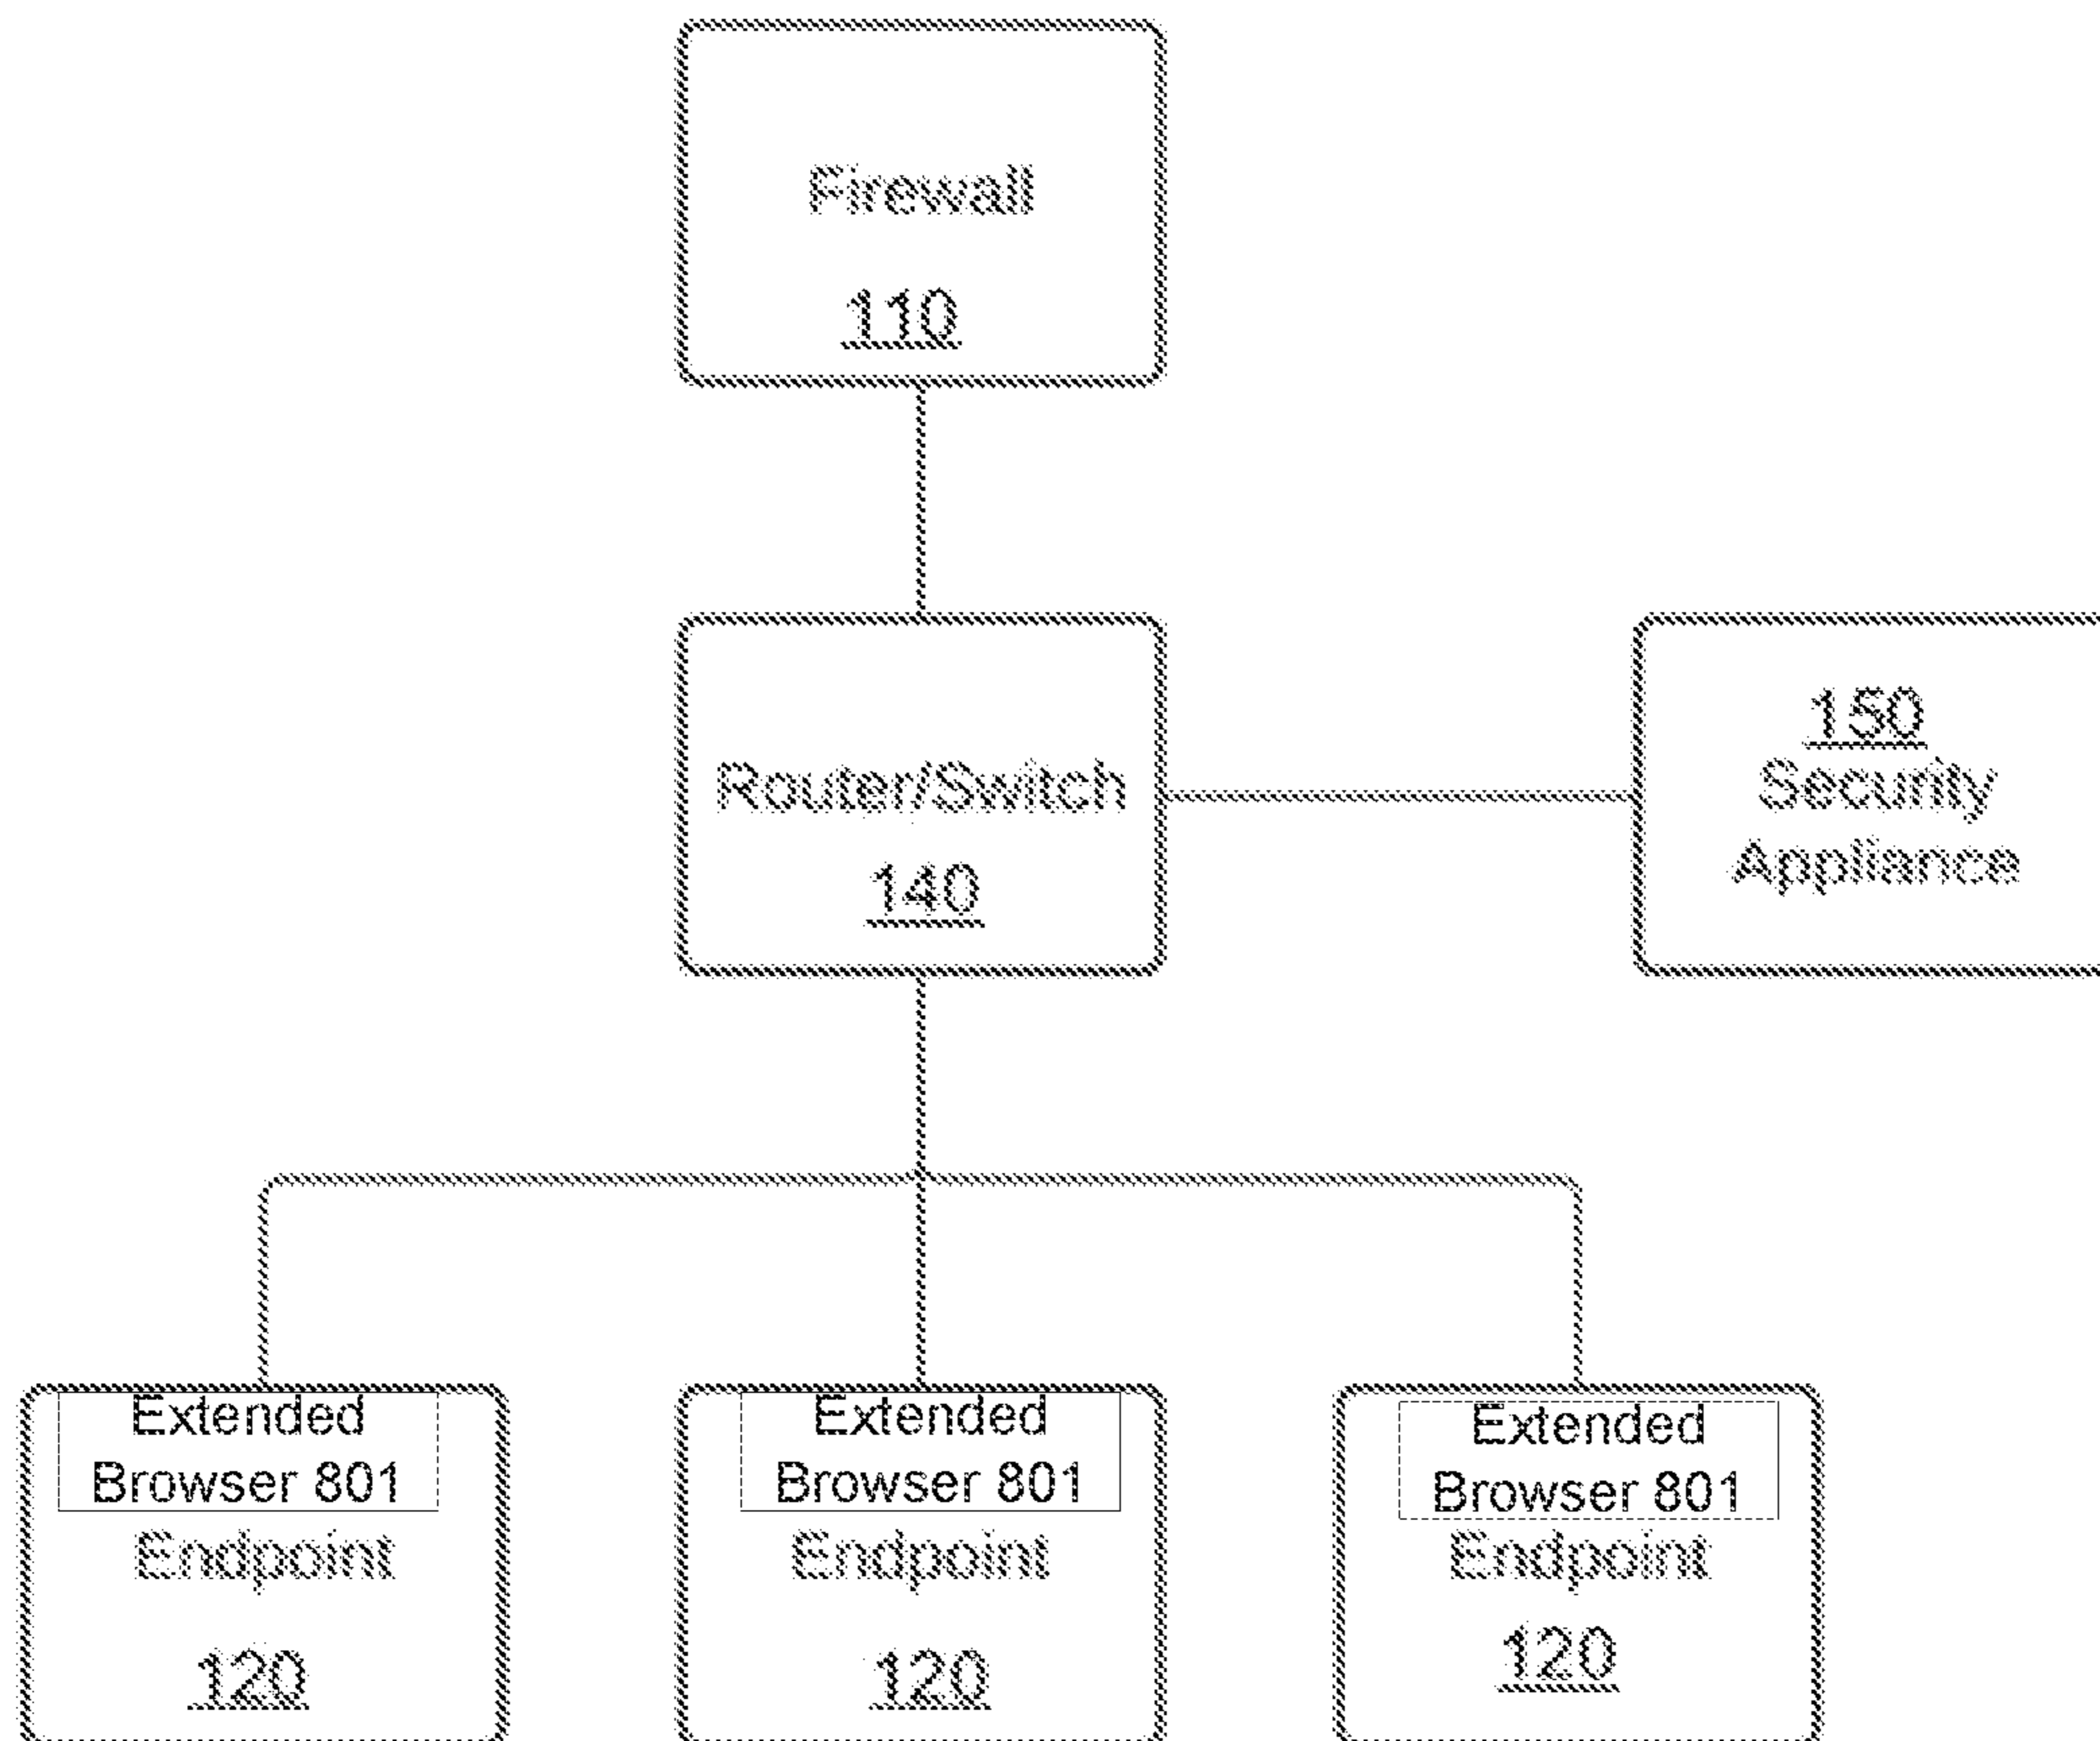 Firewall
110
Router/Switch
140
150
Security
Appliance
Extended
Browser 801
Endpoint
120
Extended
Browser 801
Endpoint
120
Extended
Browser 801
Endpoint
120